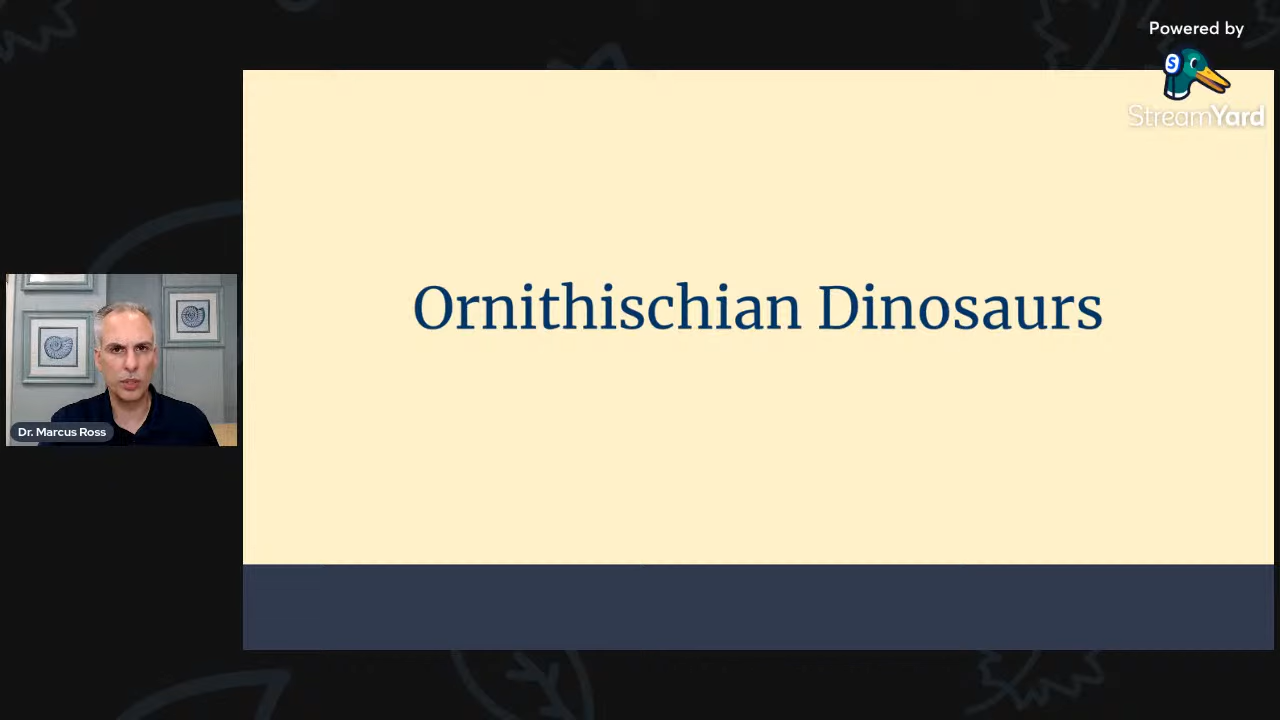 Powered by
S
StreamYard
Ornithischian Dinosaurs
Dr. Marcus Ross